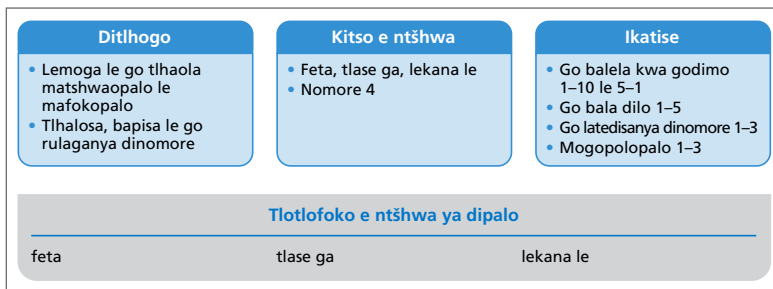 Ditlhogo
• Lemoga le go tlhaola
matshwaopalo le
mafokopalo
• Tlhalosa, bapisa le go
rulaganya dinomore
Kitso e ntšhwa
• Feta, tlase ga, lekana le
• Nomore 4
Ikatise
• Go balela kwa godimo
1–10 le 5–1
• Go bala dilo 1–5
• Go latedisanya dinomore 1–3
• Mogopolopalo 1–3
Tlotlofoko e ntšhwa ya dipalo
feta tlase ga lekana le